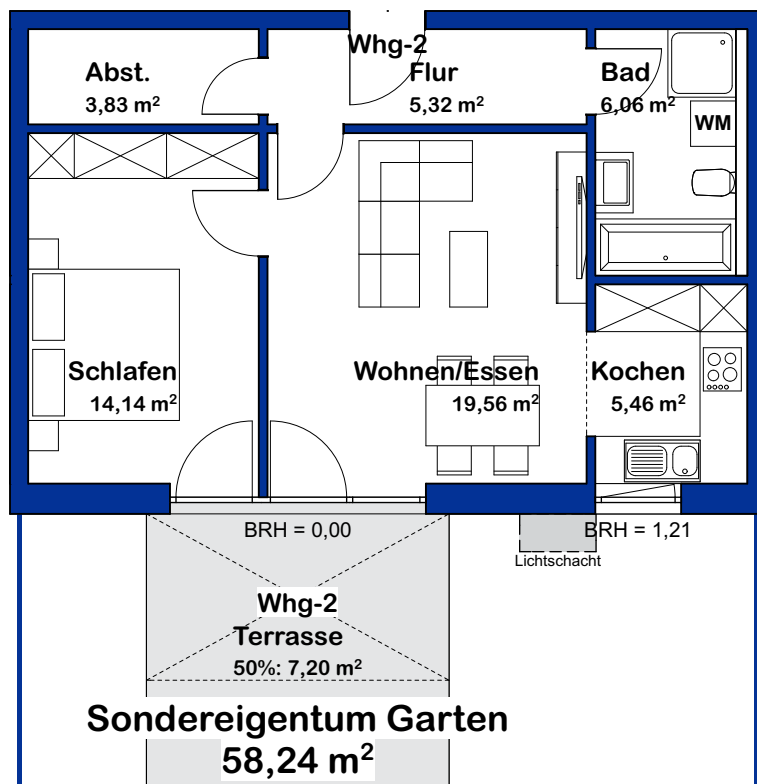 Whg-2
Abst.
3,83 m²
Flur
5,32 m²
Bad
6,06 m²
WM
Schlafen
14,14 m²
Wohnen/Essen
19,56 m²
Kochen
5,46 m²
BRH = 0,00
BRH = 1,21
Lichtschacht
Whg-2
Terrasse
50%: 7,20 m²
Sondereigentum Garten
58,24 m²